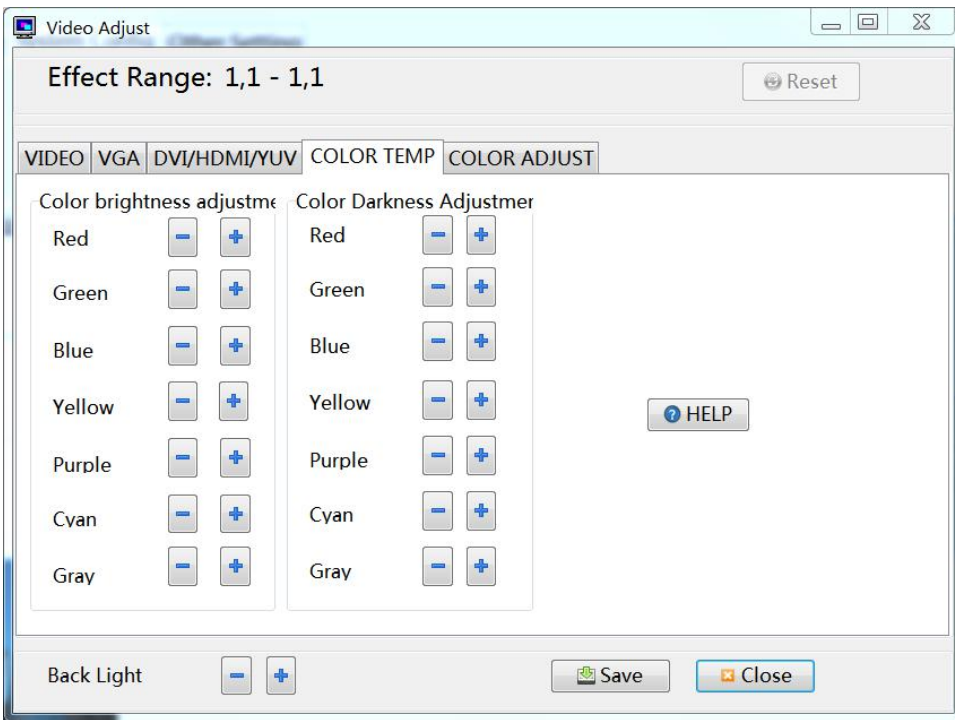 Video Adjust
Effect Range: 1,1 - 1,1
Reset
VIDEO VGA DVI/HDMI/YUV COLOR TEMP COLOR ADJUST
Color brightness adjustme
Red
Green
Blue
Yellow
Purple
Cyan
Gray
Color Darkness Adjustmer
Red
Green
Blue
Yellow
Purple
Cyan
Gray
HELP
Back Light
Save
Close